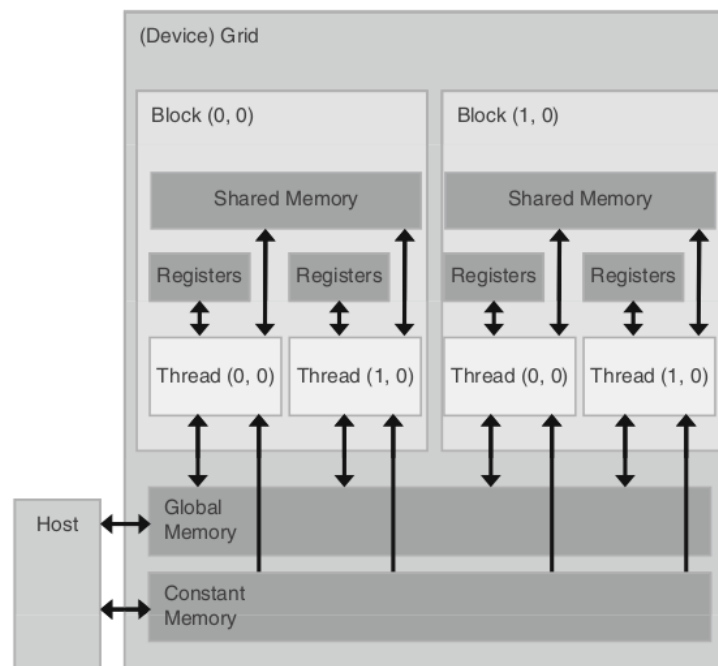 (Device) Grid
Block (0, 0)
Block (1, 0)
Shared Memory
Shared Memory
Registers
Registers
Registers
Registers
Thread (0, 0)
Thread (1, 0)
Thread (0, 0)
Thread (1, 0)
Host
Global
Memory
Constant
Memory